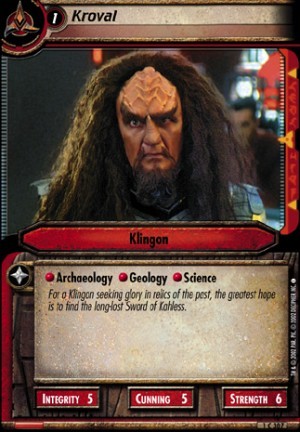 1 Kroval
Klingon
Archaeology Geology Science
For a Klingon seeking glory in relics of the past, the greatest hope
is to find the long-lost Sword of Kahless.
INTEGRITY 5 CUNNING 5 STRENGTH 6